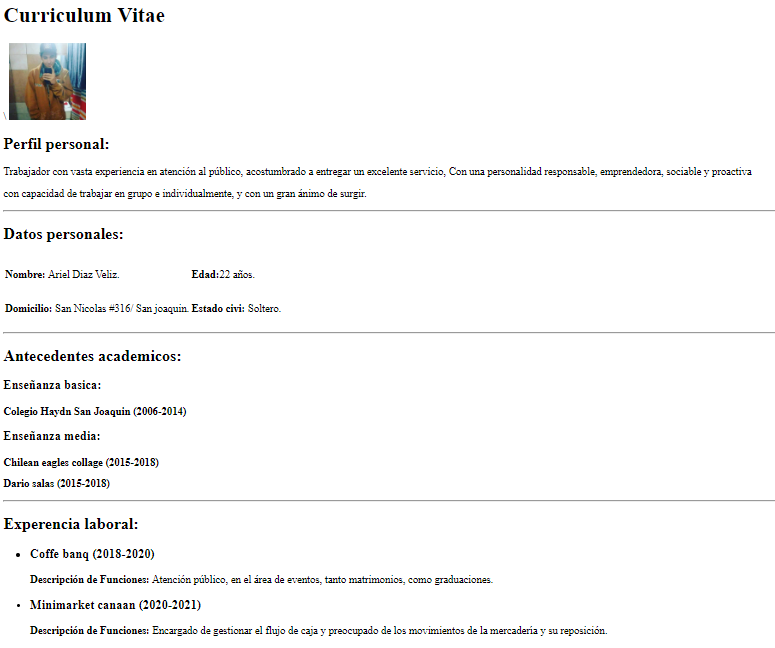 Curriculum Vitae
\
Perfil personal:
Trabajador con vasta experiencia en atención al público, acostumbrado a entregar un excelente servicio, Con una personalidad responsable, emprendedora, sociable y proactiva
con capacidad de trabajar en grupo e individualmente, y con un gran ánimo de surgir.
Datos personales:
Nombre: Ariel Diaz Veliz. Edad:22 años.
Domicilio: San Nicolas #316/ San joaquin. Estado civi: Soltero.
Antecedentes academicos:
Enseñanza basica:
Colegio Haydn San Joaquin (2006-2014)
Enseñanza media:
Chilean eagles collage (2015-2018)
Dario salas (2015-2018)
Experencia laboral:
• Coffe banq (2018-2020)
Descripción de Funciones: Atención público, en el área de eventos, tanto matrimonios, como graduaciones.
• Minimarket canaan (2020-2021)
Descripción de Funciones: Encargado de gestionar el flujo de caja y preocupado de los movimientos de la mercadería y su reposición.